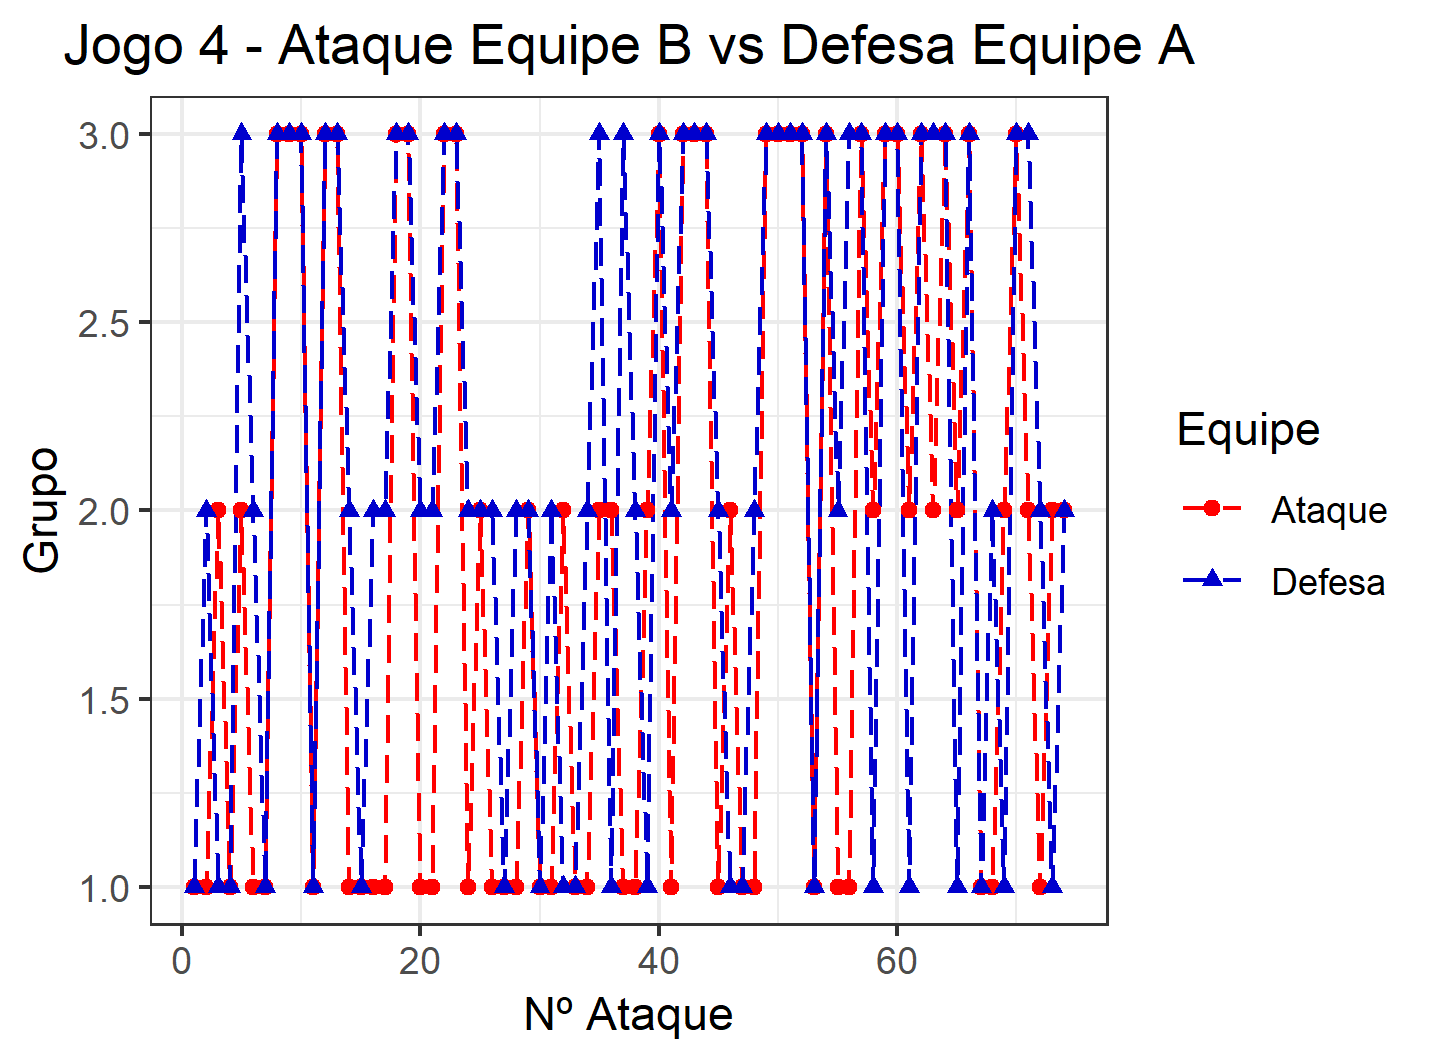 Jogo 4 - Ataque Equipe B vs Defesa Equipe A
3.0
2.5
2.0
1.5
1.0
Grupo
0 20 40 60
Nº Ataque
Equipe
Ataque
Defesa